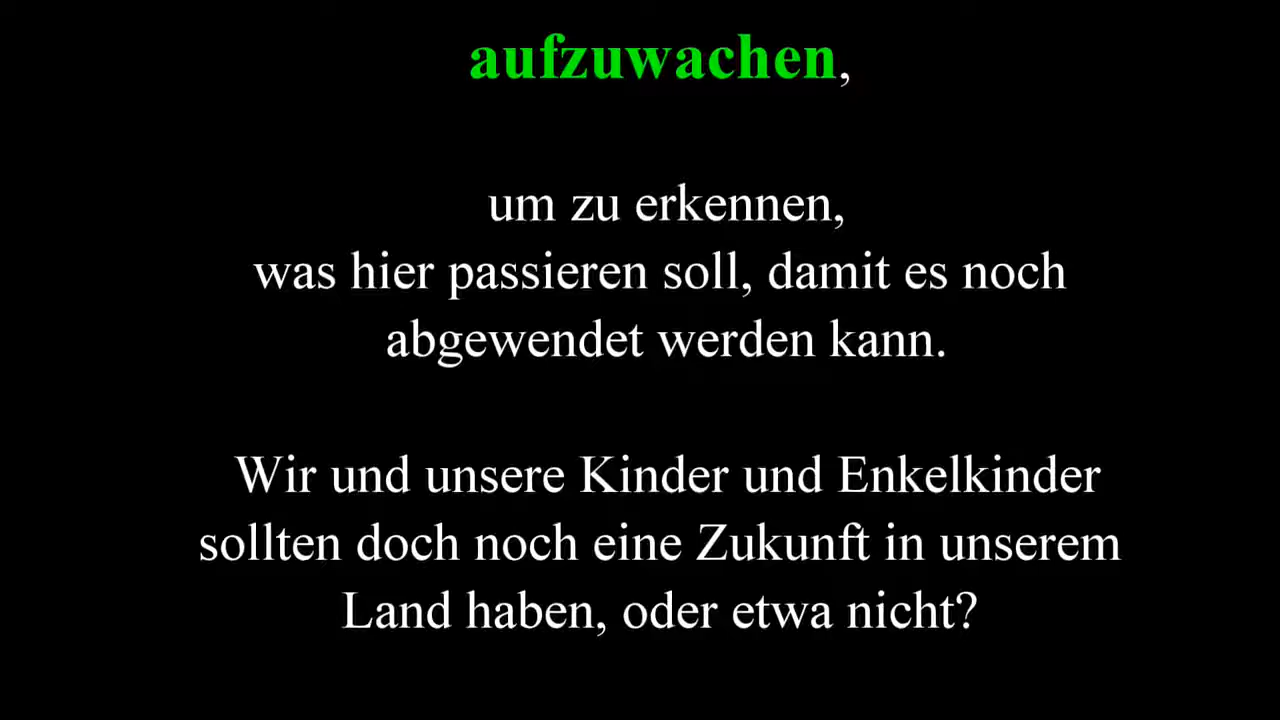 aufzuwachen,
um zu erkennen,
was hier passieren soll, damit es noch
abgewendet werden kann.
Wir und unsere Kinder und Enkelkinder
sollten doch noch eine Zukunft in unserem
Land haben, oder etwa nicht?